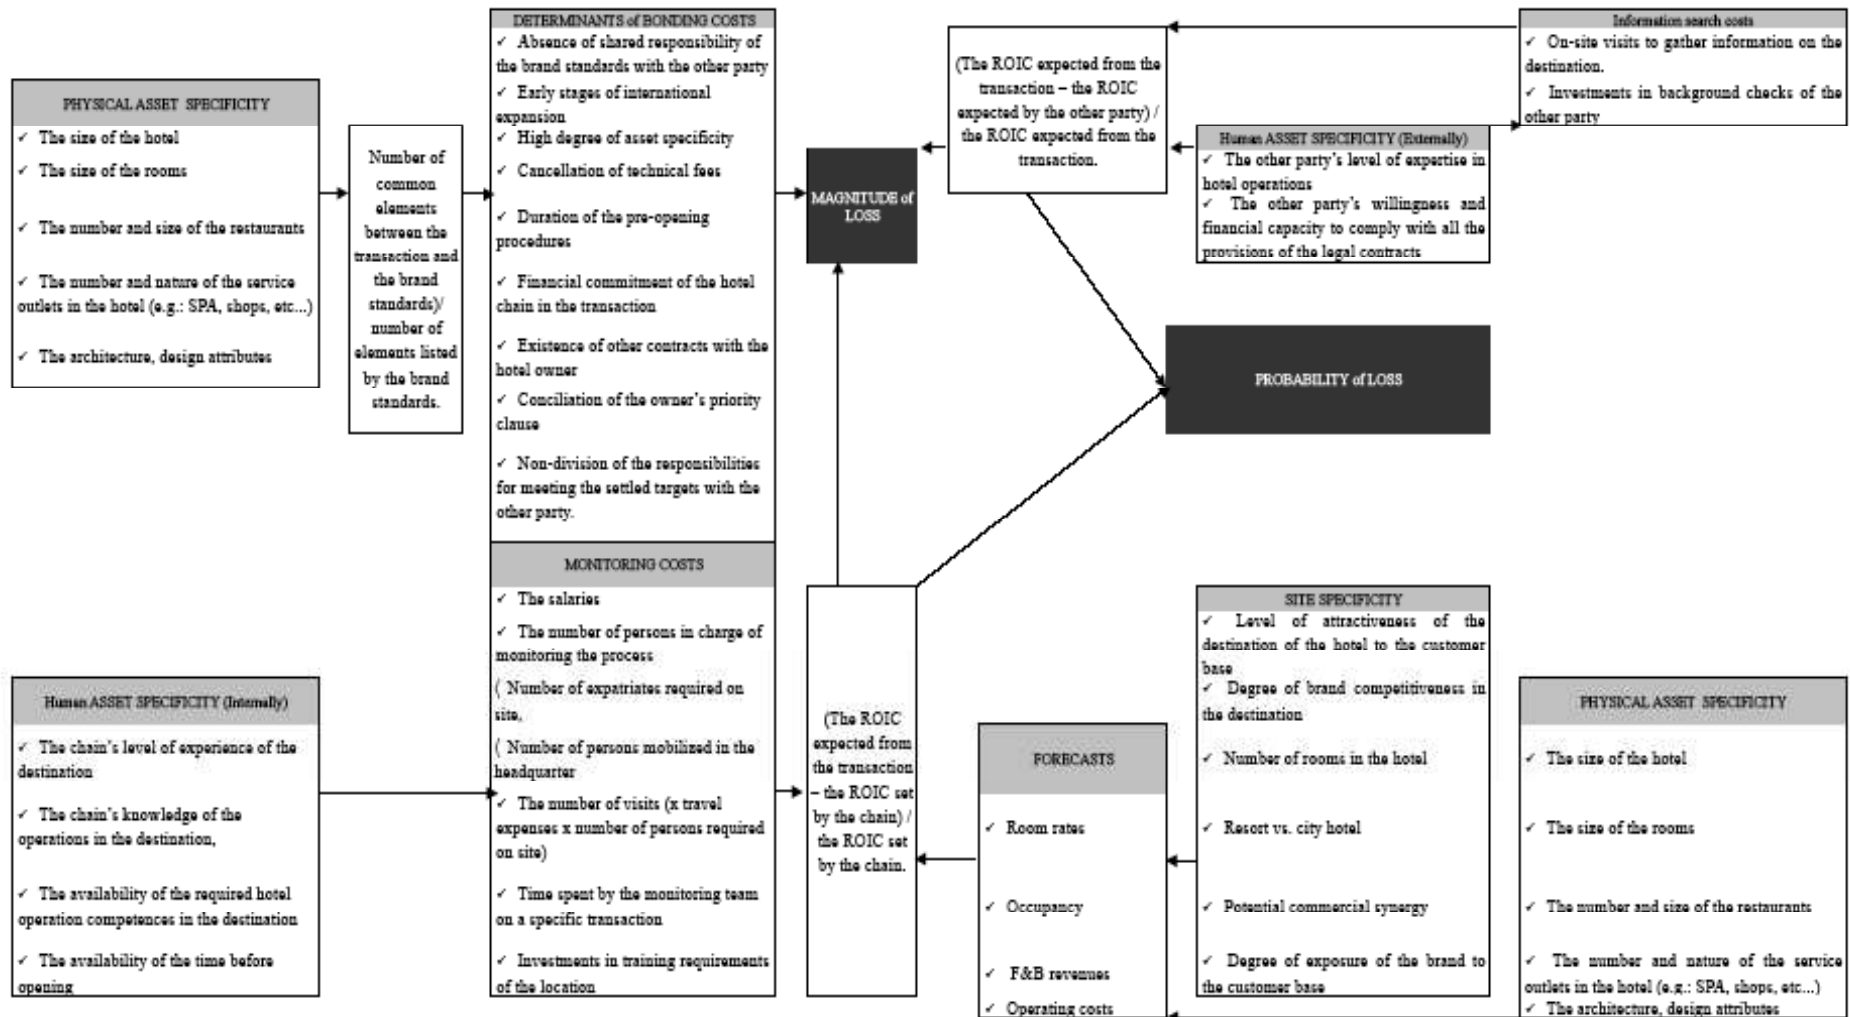 PHYSICAL ASSET SPECIFICITY
✓ The size of the hotel
✓ The size of the rooms
✓ The number and size of the restaurants
✓ The number and nature of the service
outlets in the hotel (e.g.: SPA, shops, etc...)
✓ The architecture, design attributes
Number of
common
elements
between the
transaction and
the brand
standards)/
number of
elements listed
by the brand
standards.
DETERMINANTS of BONDING COSTS
✓ Absence of shared responsibility of
the brand standards with the other party
✓ Early stages of international
expansion
✓ High degree of asset specificity
✓ Cancellation of technical fees
✓ Duration of the pre-opening
procedures
✓ Financial commitment of the hotel
chain in the transaction
✓ Existence of other contracts with the
hotel owner
✓ Conciliation of the owner's priority
clause
✓ Non-division of the responsibilities
for meeting the settled targets with the
other party.
MAGNITUDE of
LOSS
(The ROIC expected from the
transaction – the ROIC
expected by the other party) /
the ROIC expected from the
transaction.
Information search costs
✓ On-site visits to gather information on the
destination.
✓ Investments in background checks of the
other party
Human ASSET SPECIFICITY (Externally)
✓ The other party's level of expertise in
hotel operations
✓ The other party's willingness and
financial capacity to comply with all the
provisions of the legal contracts
PROBABILITY of LOSS
Human ASSET SPECIFICITY (Internally)
✓ The chain's level of experience of the
destination
✓ The chain's knowledge of the
operations in the destination,
✓ The availability of the required hotel
operation competences in the destination
✓ The availability of the time before
opening
MONITORING COSTS
✓ The salaries
✓ The number of persons in charge of
monitoring the process
( Number of expatriates required on
site,
( Number of persons mobilized in the
headquarter
✓ The number of visits (x travel
expenses x number of persons required
on site)
✓ Time spent by the monitoring team
on a specific transaction
✓ Investments in training requirements
of the location
(The ROIC
expected from
the transaction
– the ROIC set
by the chain) /
the ROIC set
by the chain.
FORECASTS
✓ Room rates
✓ Occupancy
✓ F&B revenues
✓ Operating costs
SITE SPECIFICITY
✓ Level of attractiveness of the
destination of the hotel to the customer
base
✓ Degree of brand competitiveness in
the destination
✓ Number of rooms in the hotel
✓ Resort vs. city hotel
✓ Potential commercial synergy
✓ Degree of exposure of the brand to
the customer base
PHYSICAL ASSET SPECIFICITY
✓ The size of the hotel
✓ The size of the rooms
✓ The number and size of the restaurants
✓ The number and nature of the service
outlets in the hotel (e.g.: SPA, shops, etc...)
✓ The architecture, design attributes